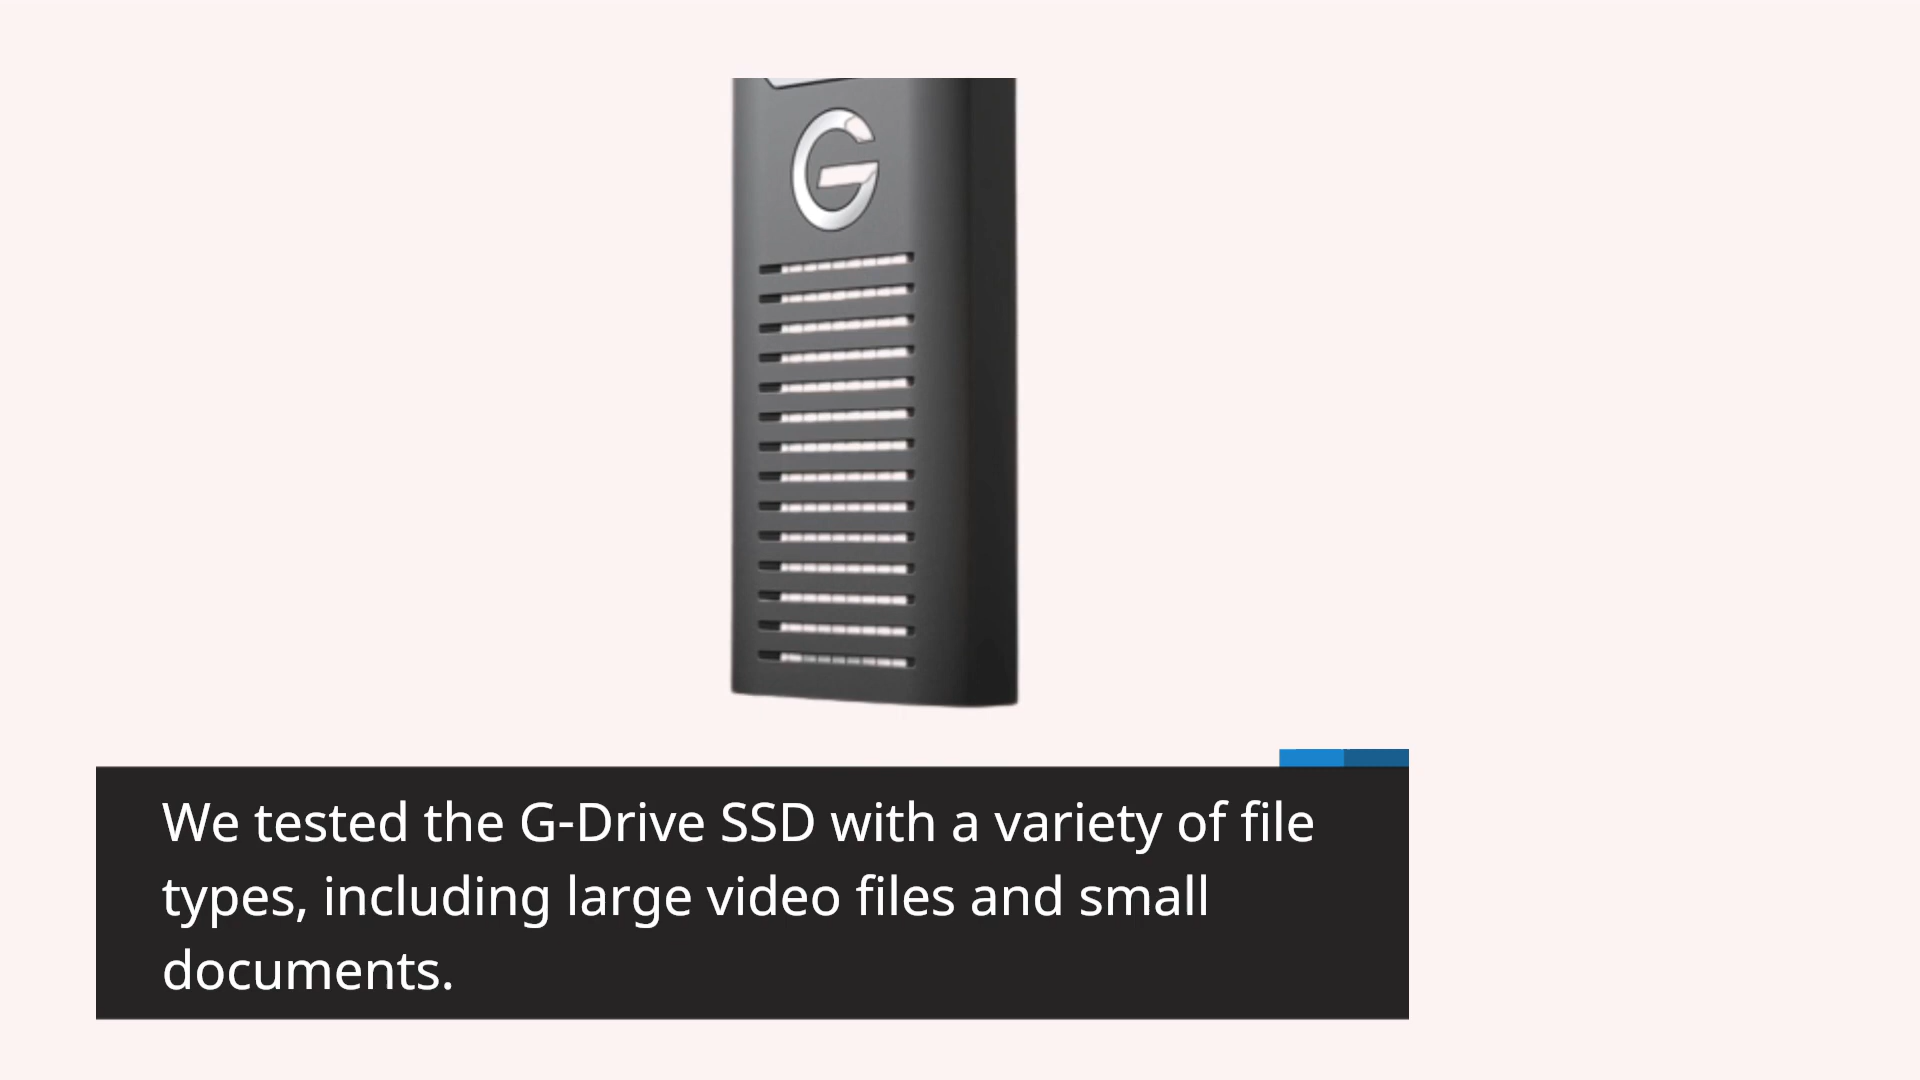 G
We tested the G-Drive SSD with a variety of file
types, including large video files and small
documents.